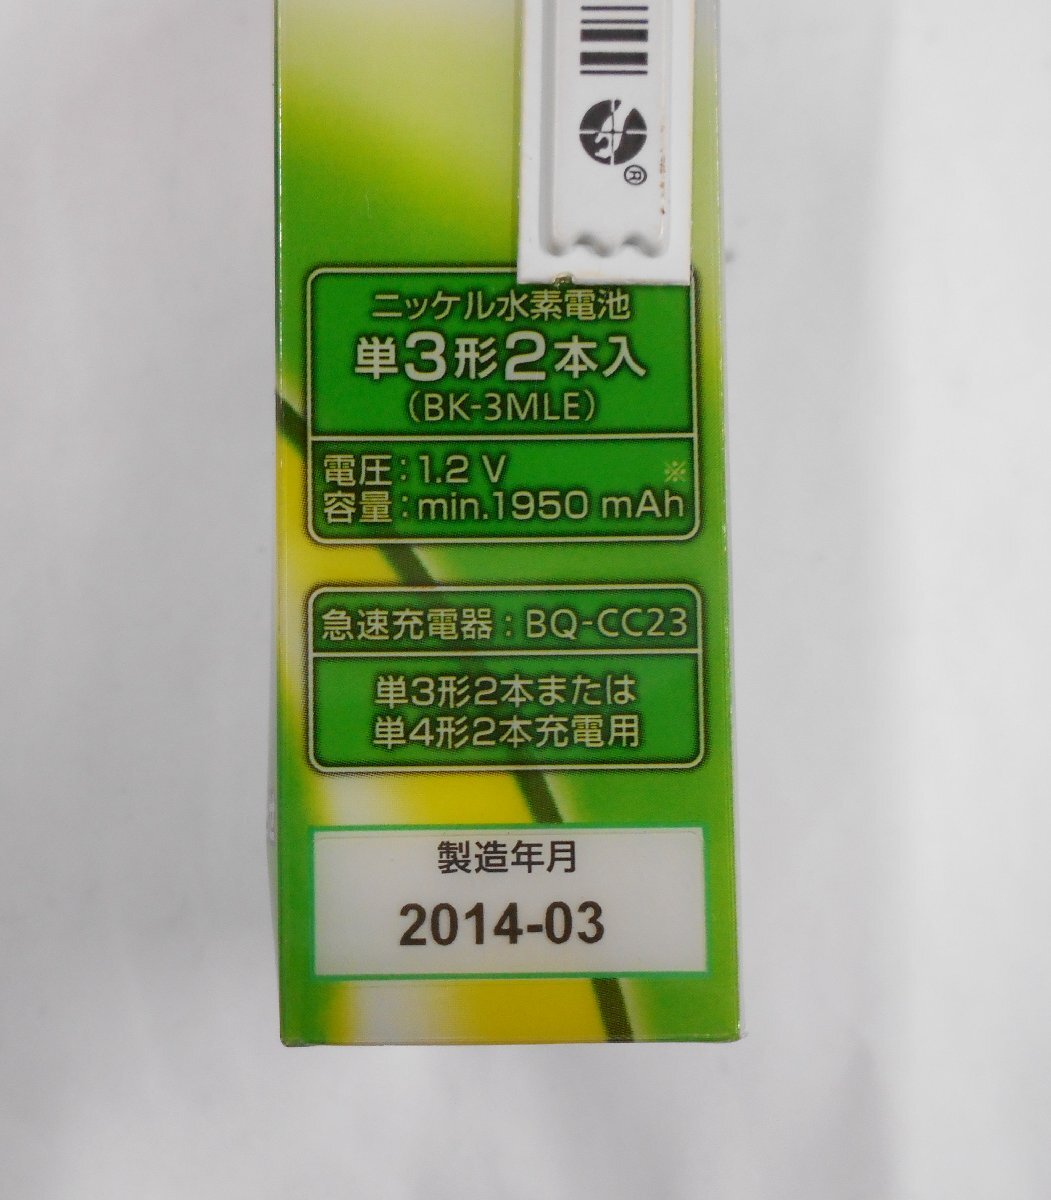 ®
ニッケル水素電池
単3形2本入
(BK-3MLE)
電圧:1.2 V ※
容量:min.1950 mAh
急速充電器:BQ-CC23
単3形2本または
単4形2本充電用
製造年月
2014-03